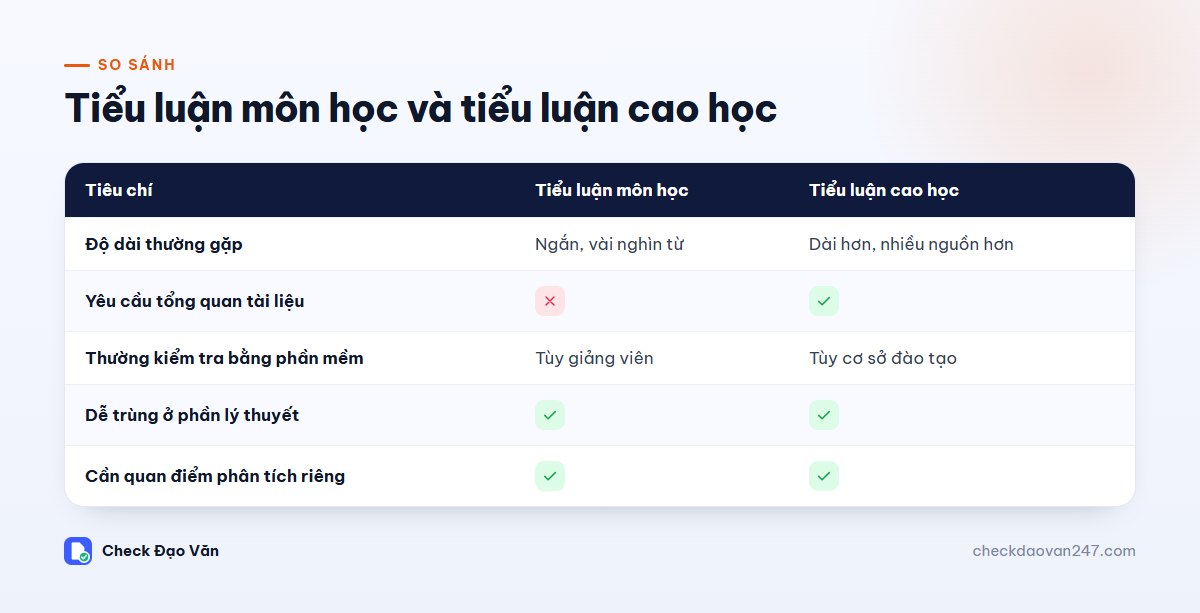 SO SÁNH
Tiểu luận môn học và tiểu luận cao học
Tiêu chí Tiểu luận môn học Tiểu luận cao học
Độ dài thường gặp Ngắn, vài nghìn từ Dài hơn, nhiều nguồn hơn
Yêu cầu tổng quan tài liệu
Thường kiểm tra bằng phần mềm Tùy giảng viên Tùy cơ sở đào tạo
Dễ trùng ở phần lý thuyết
Cần quan điểm phân tích riêng
Check Đạo Văn checkdaovan247.com